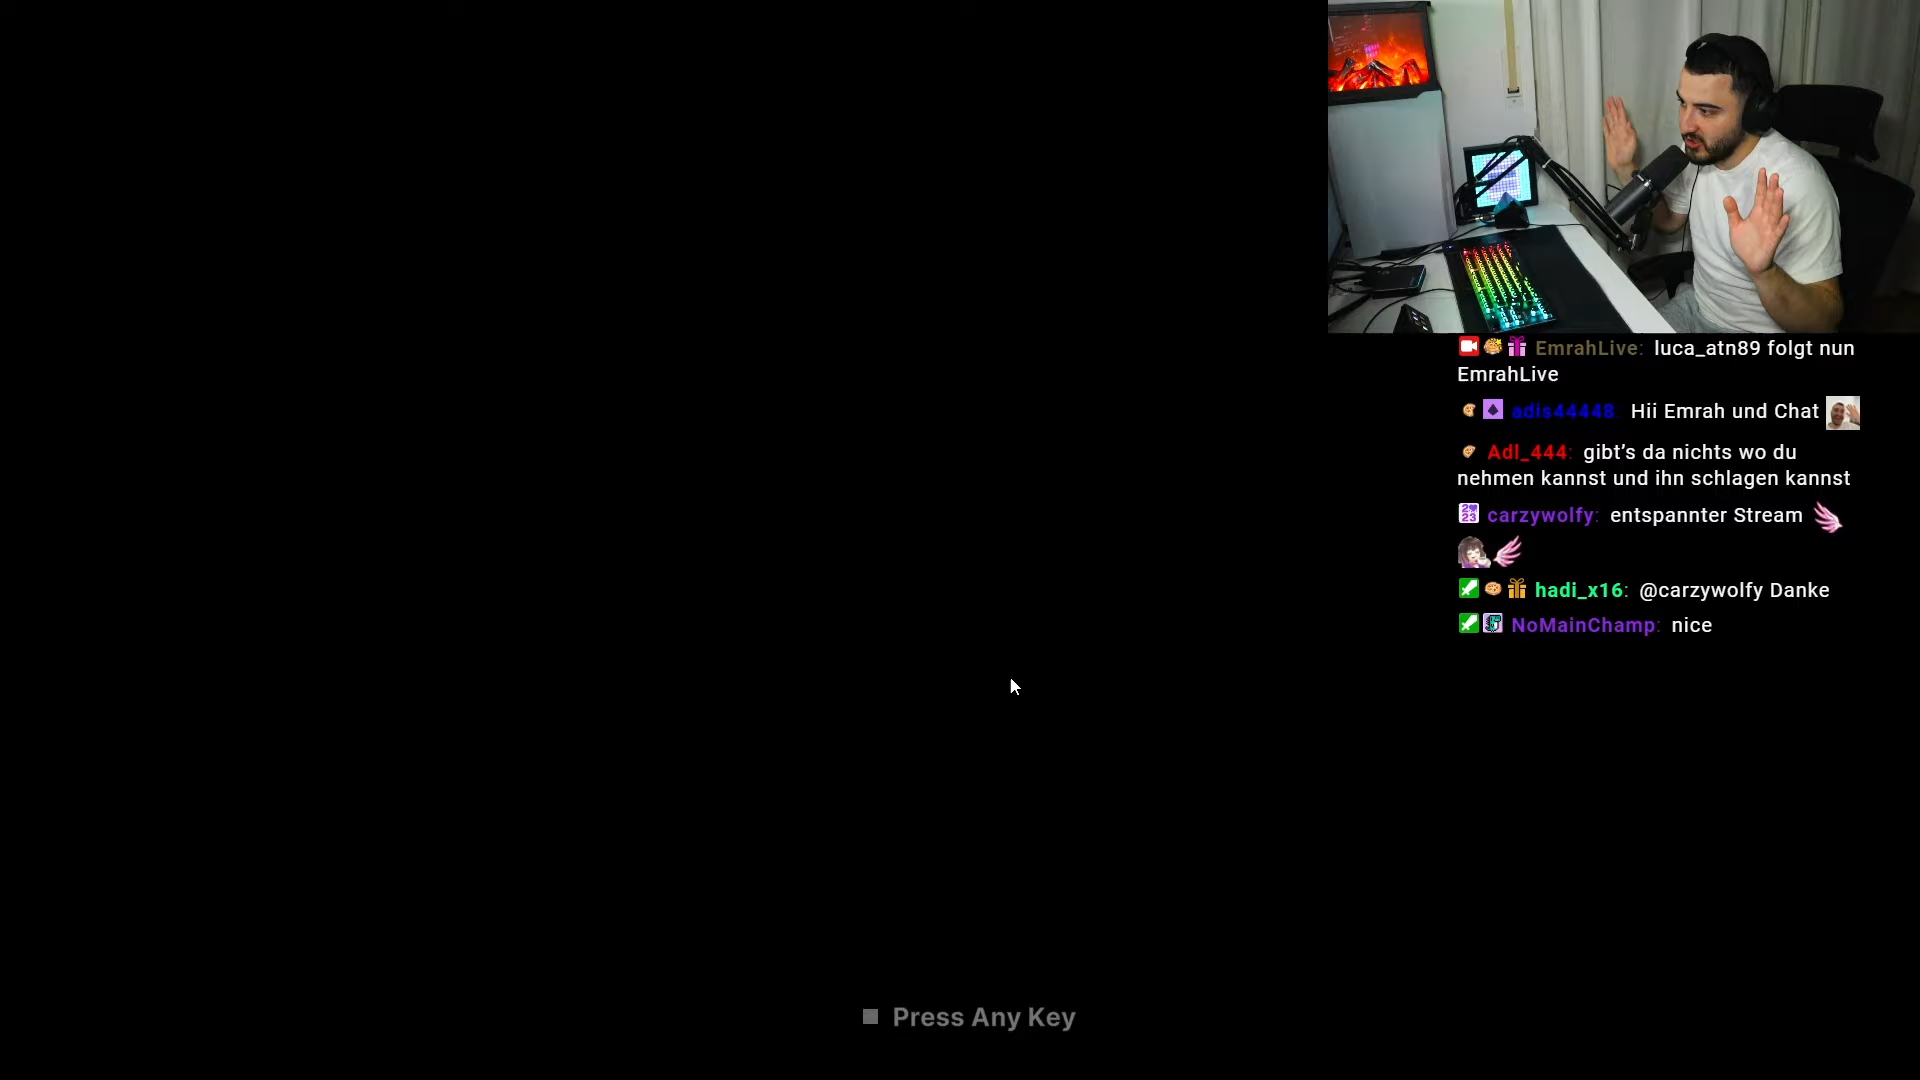 EmrahLive: luca_atn89 folgt nun
EmrahLive
adis44448: Hii Emrah und Chat
Adl_444: gibt’s da nichts wo du
nehmen kannst und ihn schlagen kannst
carzywolfy: entspannter Stream
hadi_x16: @carzywolfy Danke
NoMainChamp: nice
Press Any Key